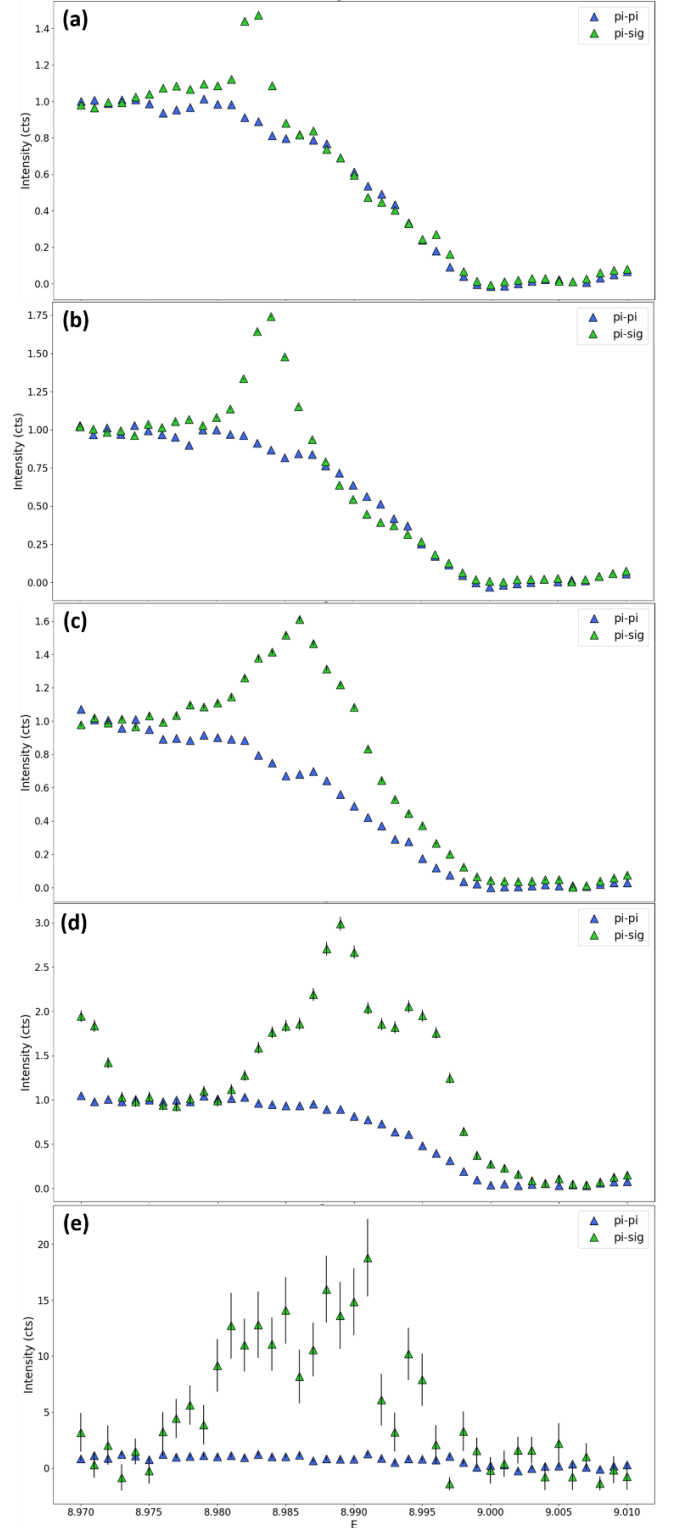 (a)
pi-pi
pi-sig
Intensity (cts)
1.4
1.2
1.0
0.8
0.6
0.4
0.2
0.0
(b)
pi-pi
pi-sig
Intensity (cts)
1.75
1.50
1.25
1.00
0.75
0.50
0.25
0.00
(c)
pi-pi
pi-sig
Intensity (cts)
1.6
1.4
1.2
1.0
0.8
0.6
0.4
0.2
0.0
(d)
pi-pi
pi-sig
Intensity (cts)
3.0
2.5
2.0
1.5
1.0
0.5
0.0
(e)
pi-pi
pi-sig
Intensity (cts)
20
15
10
5
0
8.970 8.975 8.980 8.985 8.990 8.995 9.000 9.005 9.010
E